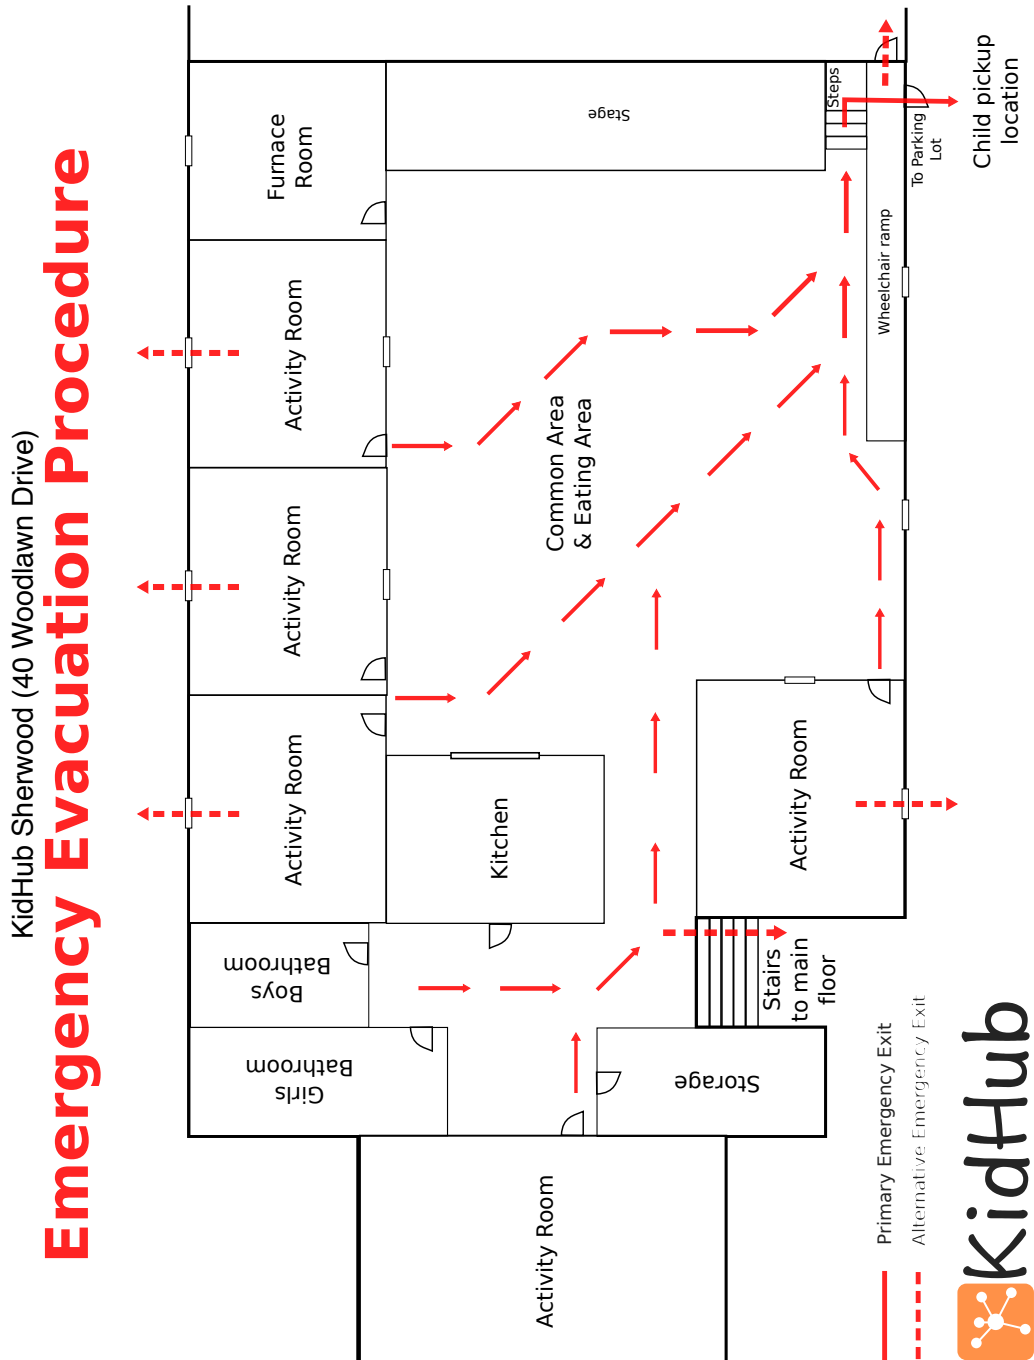 KidHub Sherwood (40 Woodlawn Drive)
Emergency Evacuation Procedure
Girls
Bathroom
Boys
Bathroom
Activity Room
Activity Room
Activity Room
Furnace
Room
Activity Room
Kitchen
Common Area
& Eating Area
Stage
Storage
Stairs
to main
floor
Activity Room
Wheelchair ramp
Steps
To Parking
Lot
Child pickup
location
Primary Emergency Exit
Alternative Emergency Exit
KidHub